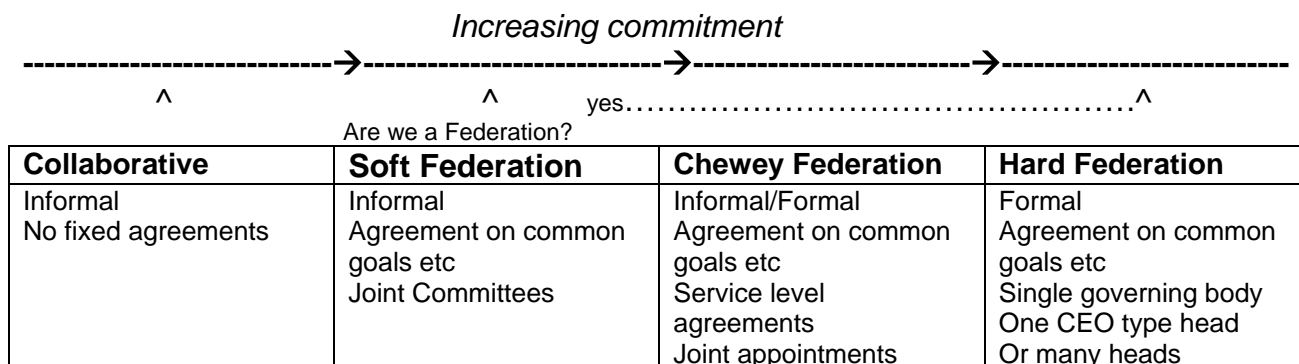 Increasing commitment
-----------------------------→----------------------------→--------------------------→---------------------------
^ ^ yes……………………………………………^
Are we a Federation?
Collaborative Soft Federation Chewey Federation Hard Federation
Informal Informal Informal/Formal Formal
No fixed agreements Agreement on common Agreement on common Agreement on common
goals etc goals etc goals etc
Joint Committees Service level Single governing body
agreements One CEO type head
Joint appointments Or many heads